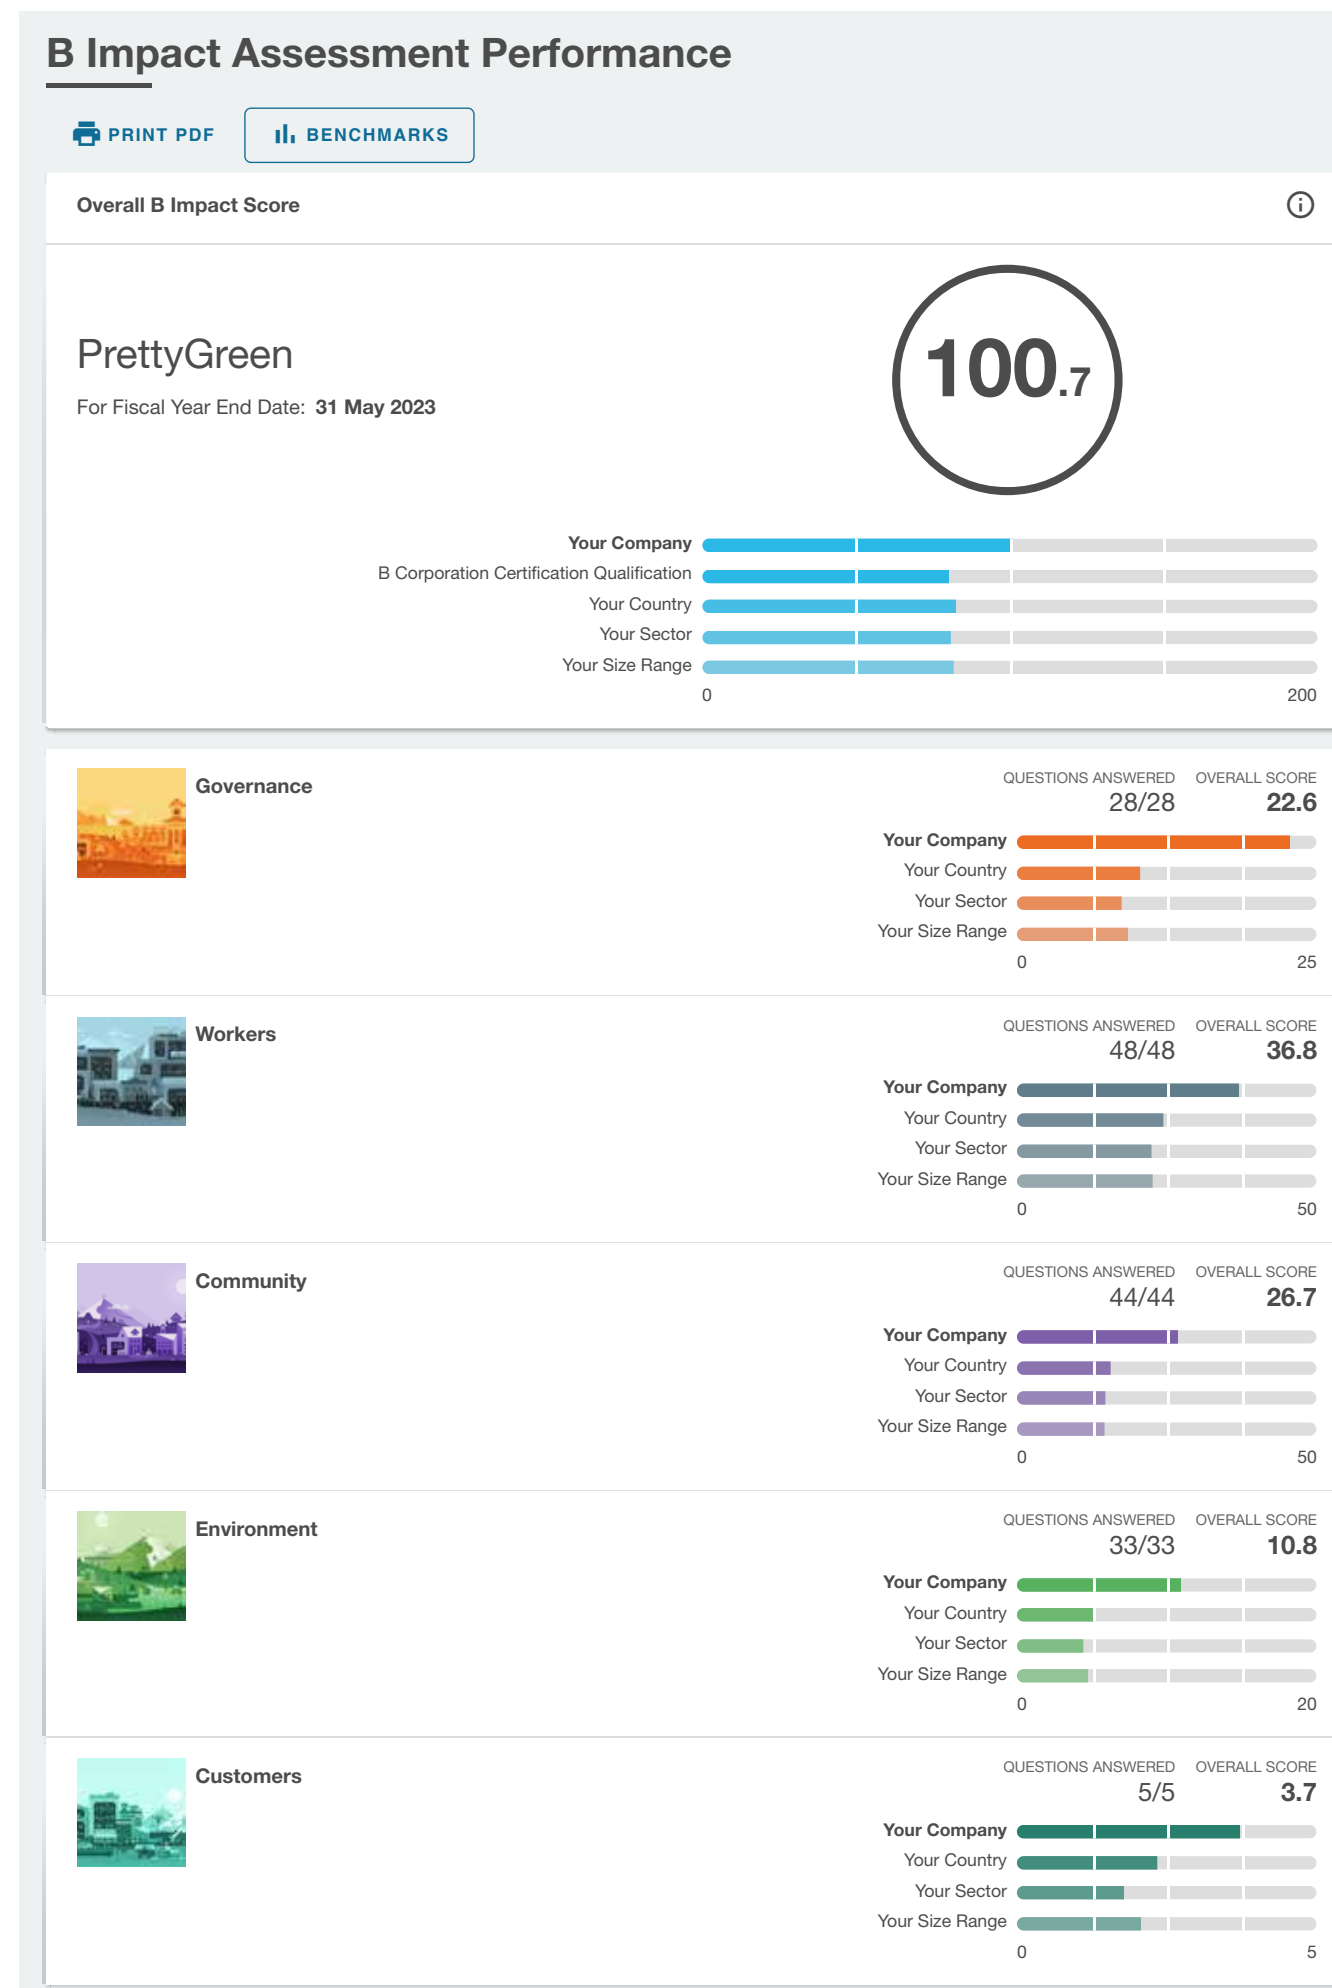 B Impact Assessment Performance
PRINT PDF BENCHMARKS
Overall B Impact Score
100.7
PrettyGreen
For Fiscal Year End Date: 31 May 2023
Your Company
B Corporation Certification Qualification
Your Country
Your Sector
Your Size Range
0 200
Governance
QUESTIONS ANSWERED OVERALL SCORE
28/28 22.6
Your Company
Your Country
Your Sector
Your Size Range
0 25
Workers
QUESTIONS ANSWERED OVERALL SCORE
48/48 36.8
Your Company
Your Country
Your Sector
Your Size Range
0 50
Community
QUESTIONS ANSWERED OVERALL SCORE
44/44 26.7
Your Company
Your Country
Your Sector
Your Size Range
0 50
Environment
QUESTIONS ANSWERED OVERALL SCORE
33/33 10.8
Your Company
Your Country
Your Sector
Your Size Range
0 20
Customers
QUESTIONS ANSWERED OVERALL SCORE
5/5 3.7
Your Company
Your Country
Your Sector
Your Size Range
0 5